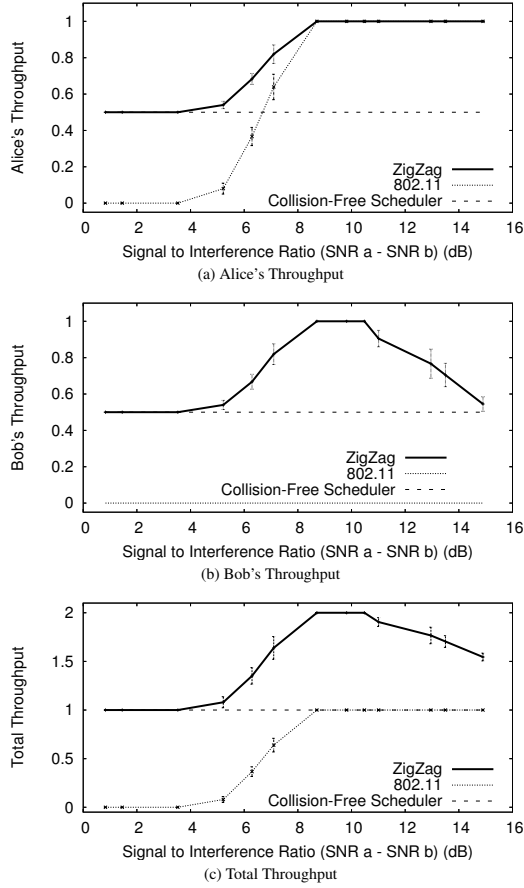 1
0.8
0.6
0.4
0.2
0
Alice's Throughput
ZigZag
802.11
Collision-Free Scheduler
0 2 4 6 8 10 12 14 16
Signal to Interference Ratio (SNR a - SNR b) (dB)
(a) Alice's Throughput
1
0.8
0.6
0.4
0.2
0
Bob's Throughput
ZigZag
802.11
Collision-Free Scheduler
0 2 4 6 8 10 12 14 16
Signal to Interference Ratio (SNR a - SNR b) (dB)
(b) Bob's Throughput
2
1.5
1
0.5
0
Total Throughput
ZigZag
802.11
Collision-Free Scheduler
0 2 4 6 8 10 12 14 16
Signal to Interference Ratio (SNR a - SNR b) (dB)
(c) Total Throughput